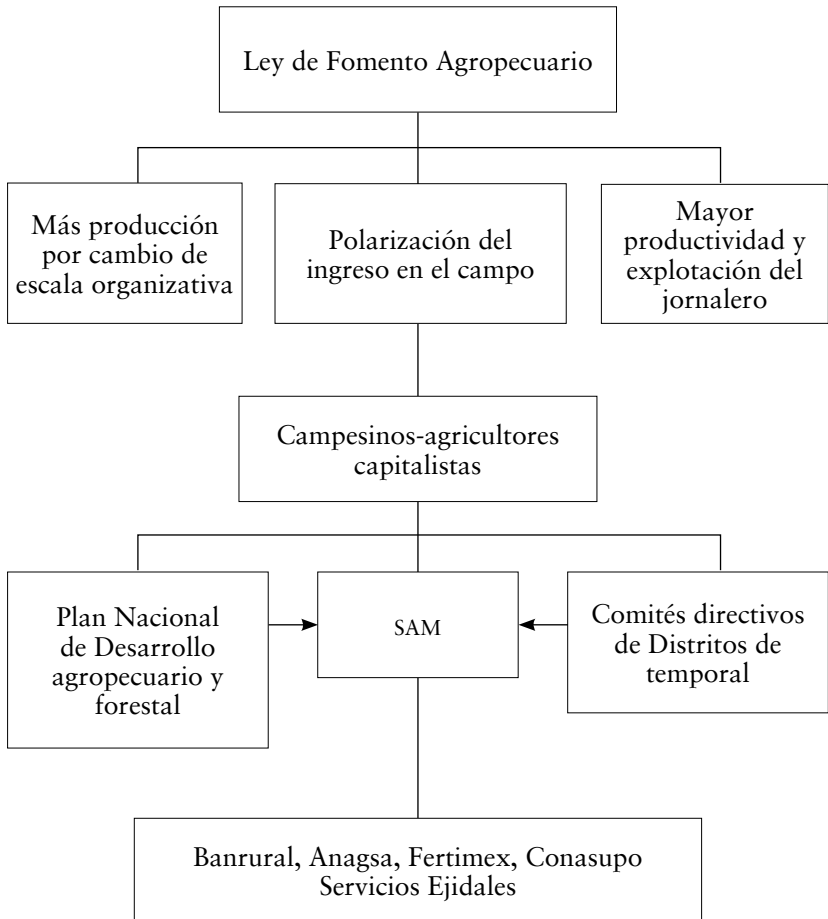 Ley de Fomento Agropecuario
Más producción
por cambio de
escala organizativa
Polarización del
ingreso en el campo
Mayor
productividad y
explotación del
jornalero
Campesinos-agricultores
capitalistas
Plan Nacional
de Desarrollo
agropecuario y
forestal
SAM
Comités directivos
de Distritos de
temporal
Banrural, Anagsa, Fertimex, Conasupo
Servicios Ejidales